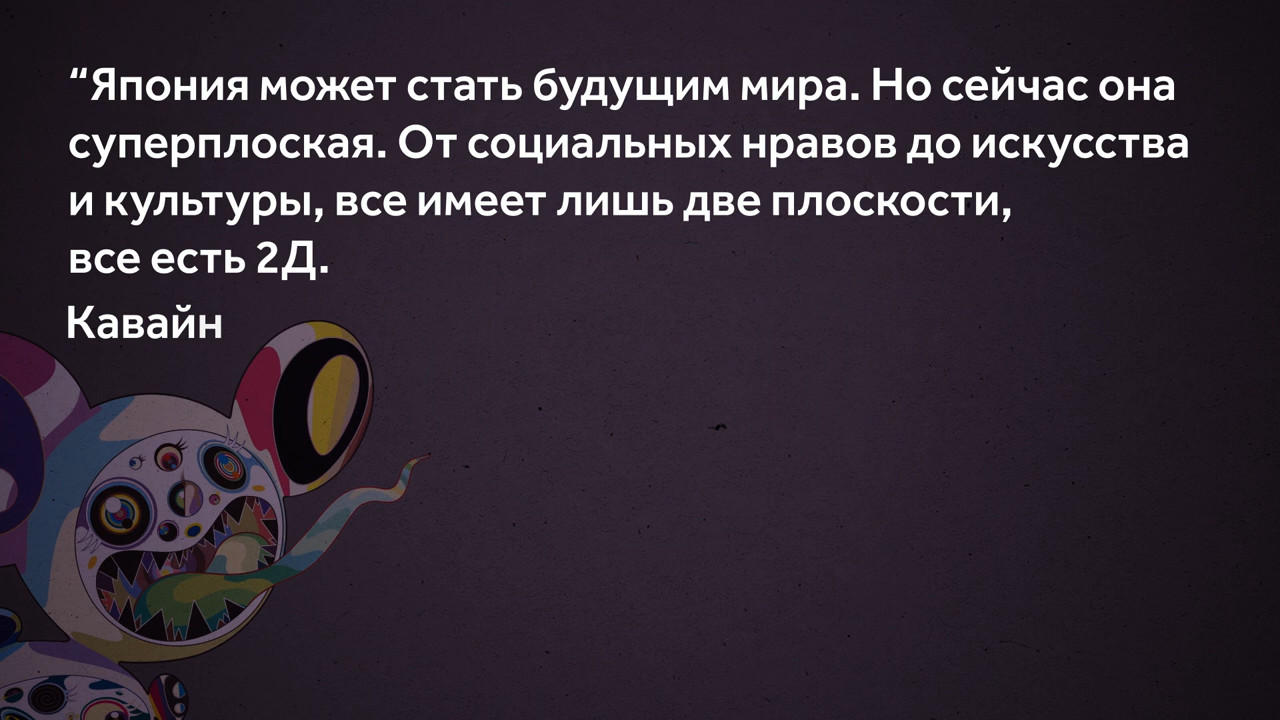 “Япония может стать будущим мира. Но сейчас она
суперплоская. От социальных нравов до искусства
и культуры, все имеет лишь две плоскости,
все есть 2Д.
Кавайн